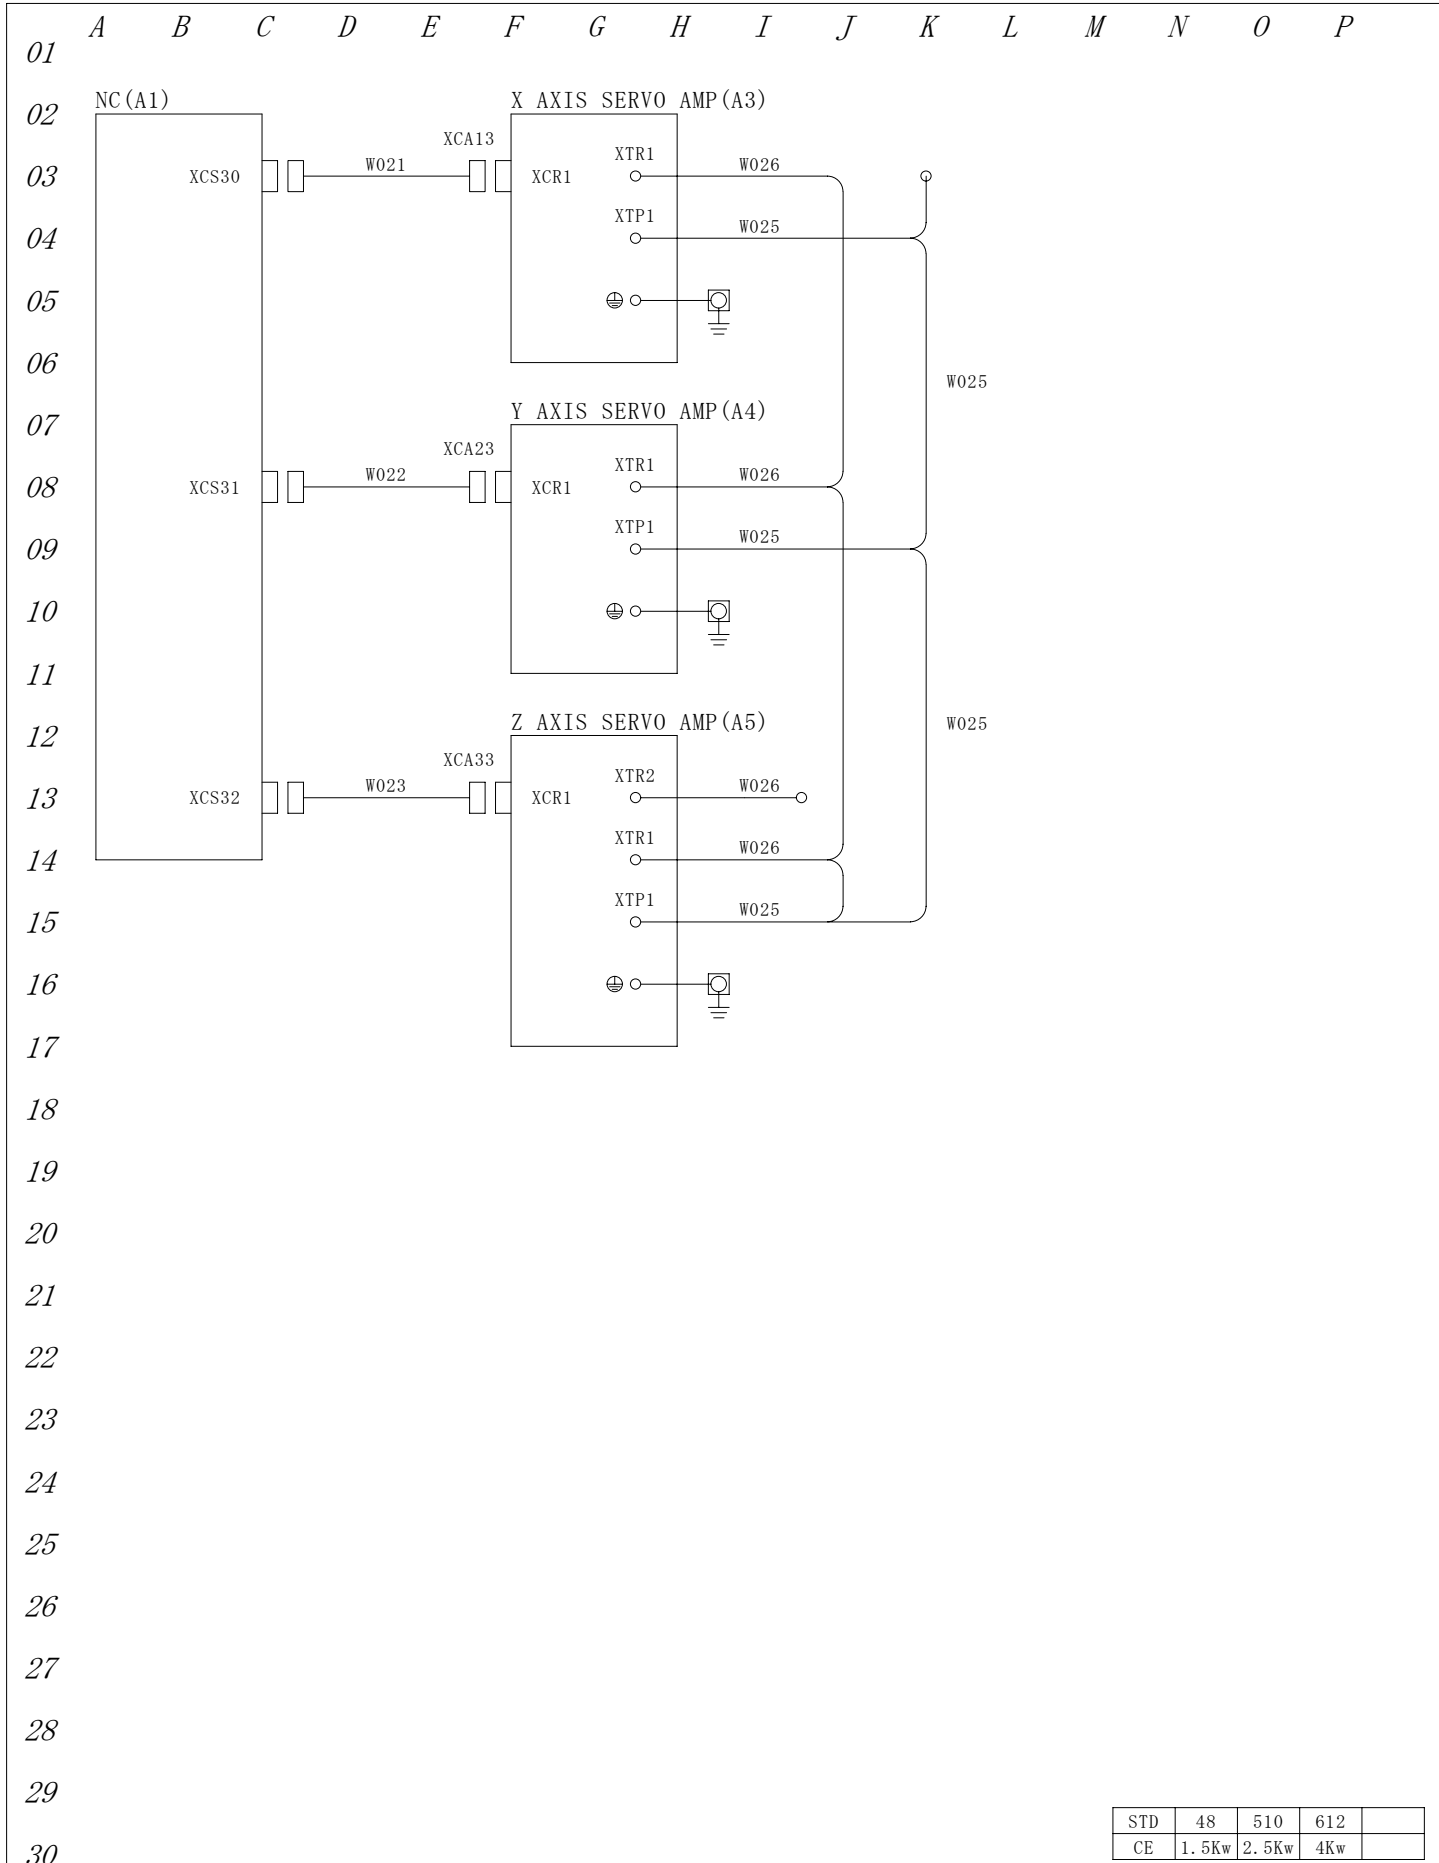 A B C D E F G H I J K L M N O P
01
NC(A1) X AXIS SERVO AMP(A3)
02
XCA13
XTR1
W021 W026
03 XCS30 XCR1
XTP1
W025
04
05
06
W025
07 Y AXIS SERVO AMP(A4)
XCA23
XTR1
W022 W026
08 XCS31 XCR1
XTP1
W025
09
10
11
12 Z AXIS SERVO AMP(A5) W025
XCA33
XTR2
W023 W026
13 XCS32 XCR1
XTR1
W026
14
XTP1
W025
15
16
17
18
19
20
21
22
23
24
25
26
27
28
29
STD 48 510 612
CE 1.5Kw 2.5Kw 4Kw
30